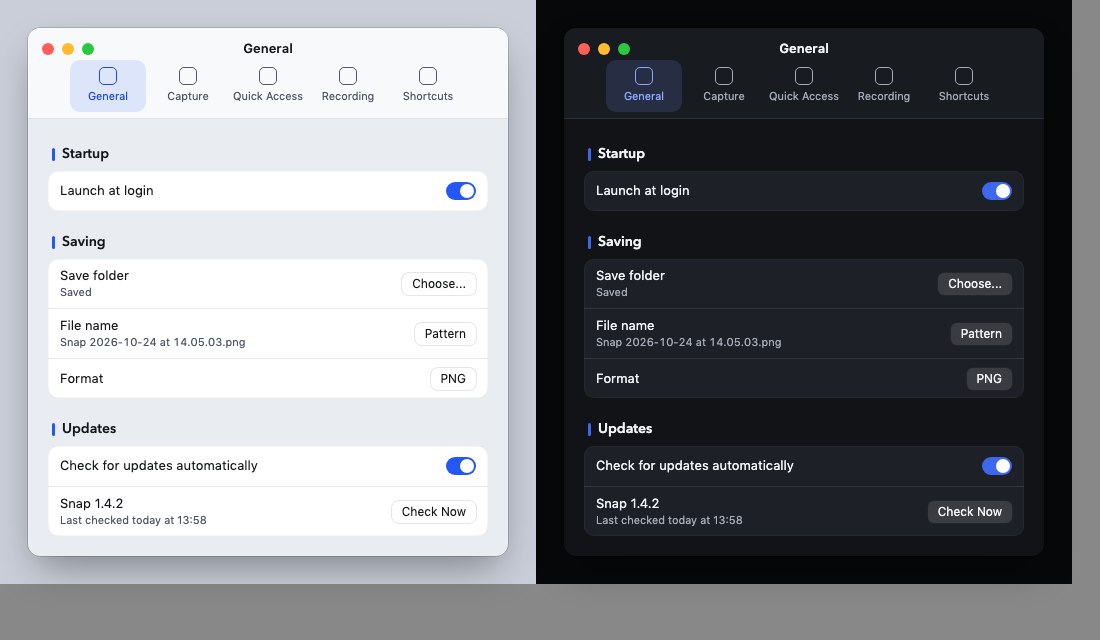 General
General
Capture
Quick Access
Recording
Shortcuts
Startup
Launch at login
Saving
Save folder
Saved
Choose...
File name
Snap 2026-10-24 at 14.05.03.png
Pattern
Format
PNG
Updates
Check for updates automatically
Snap 1.4.2
Last checked today at 13:58
Check Now
General
General
Capture
Quick Access
Recording
Shortcuts
Startup
Launch at login
Saving
Save folder
Saved
Choose...
File name
Snap 2026-10-24 at 14.05.03.png
Pattern
Format
PNG
Updates
Check for updates automatically
Snap 1.4.2
Last checked today at 13:58
Check Now